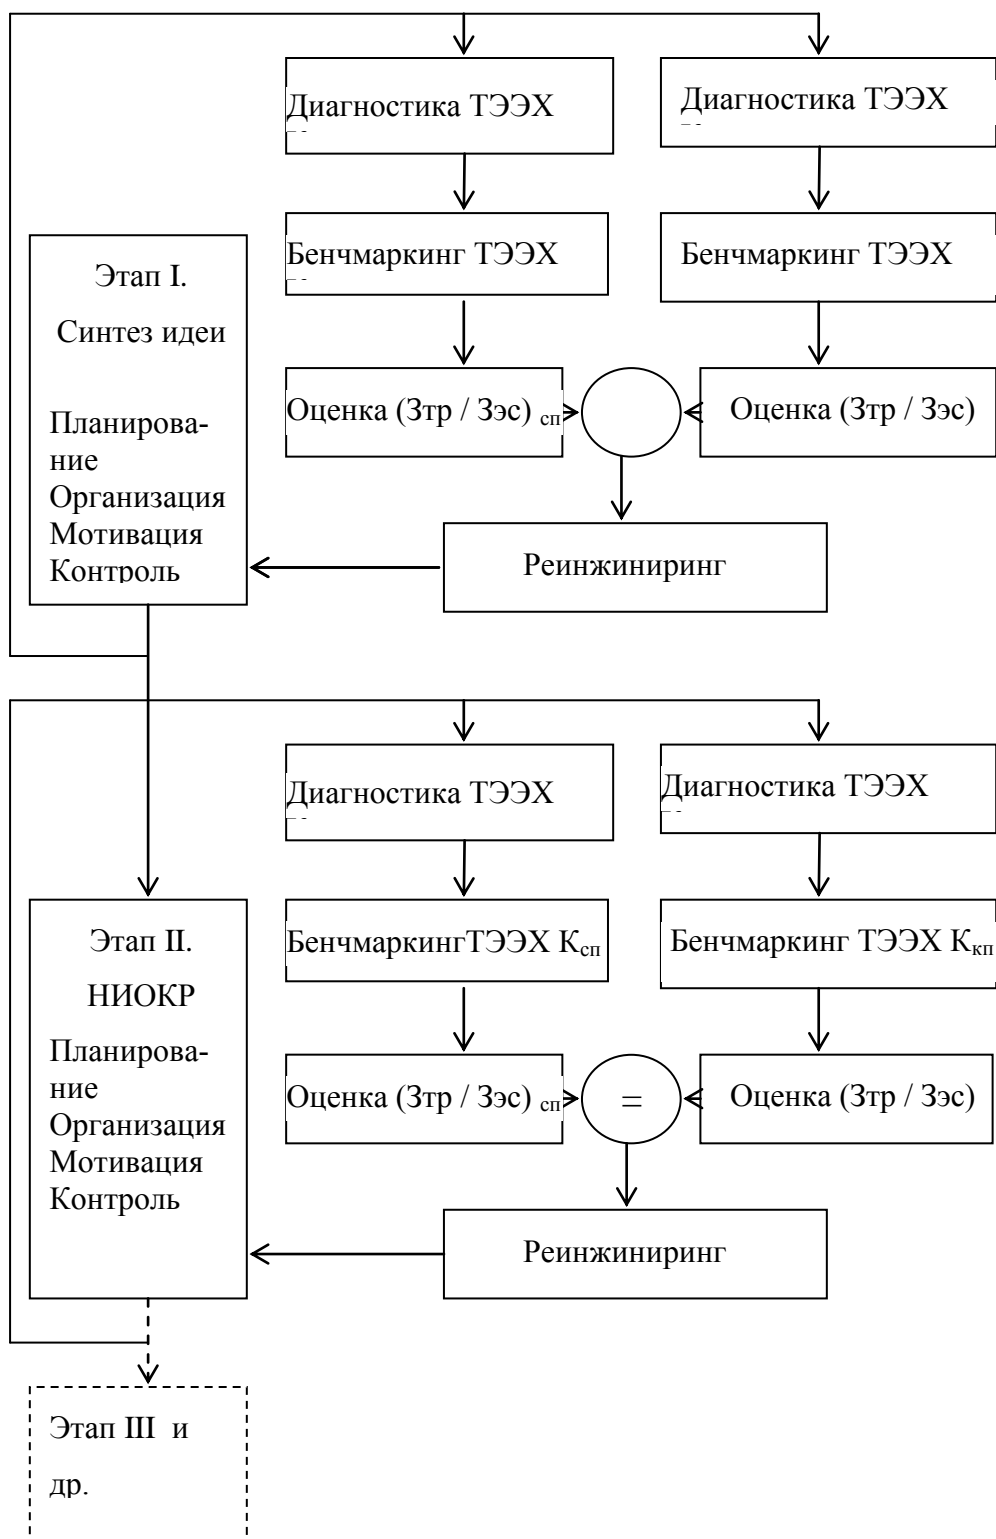 Диагностика ТЭЭХ
Диагностика ТЭЭХ
Бенчмаркинг ТЭЭХ
Бенчмаркинг ТЭЭХ
Этап I.
Синтез идеи
Планирова-
ние
Организация
Мотивация
Контроль
Оценка (Зтр / Зэс) сп
Оценка (Зтр / Зэс)
Реинжиниринг
Диагностика ТЭЭХ
Диагностика ТЭЭХ
БенчмаркингТЭЭХ Ксп
Бенчмаркинг ТЭЭХ Ккп
Этап II.
НИОКР
Планирова-
ние
Организация
Мотивация
Контроль
Оценка (Зтр / Зэс) сп
=
Оценка (Зтр / Зэс)
Реинжиниринг
Этап III и
др.